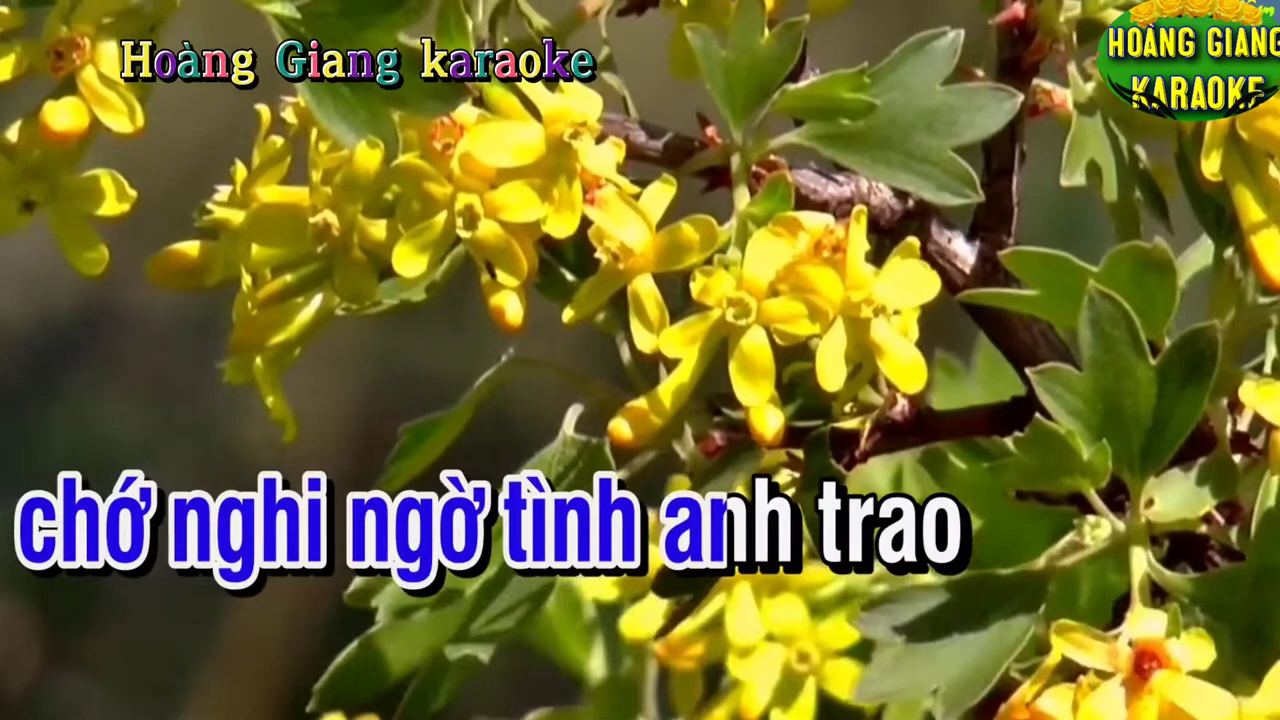 Hoàng Giang karaoke
HOÀNG GIANG
KARAOKE
chớ nghi ngờ tình anh trao